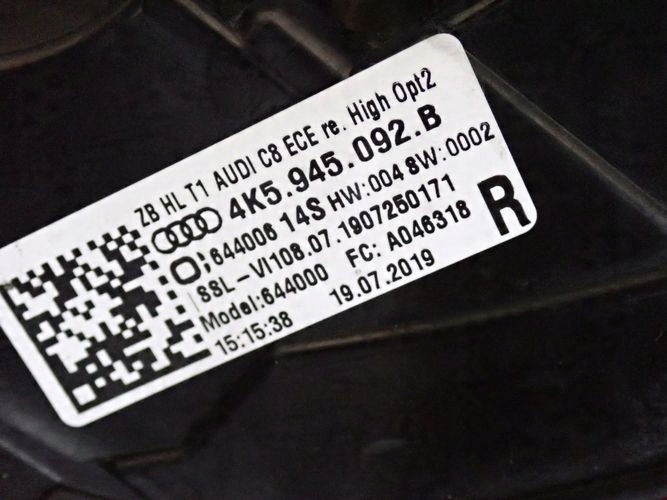 ZB HL T1 AUDI C8 ECE re. High Opt2
4K5.945.092.B
644006 14S HW:004 SW:0002
SSL-VI108.07.1907250171
Model:644000 FC: A046318
15:15:38 19.07.2019
R